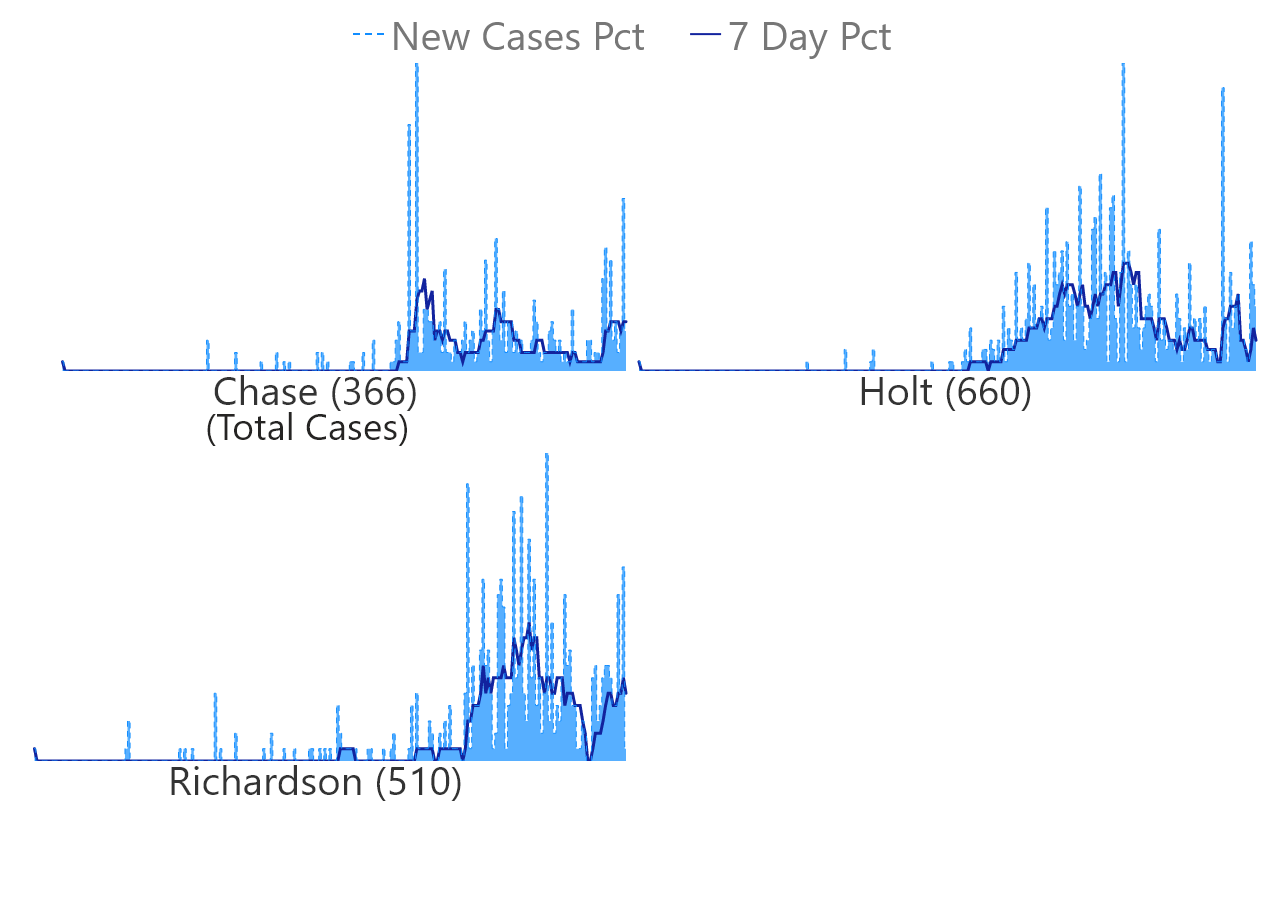 New Cases Pct 7 Day Pct
Chase (366) Holt (660)
(Total Cases)
Richardson (510)